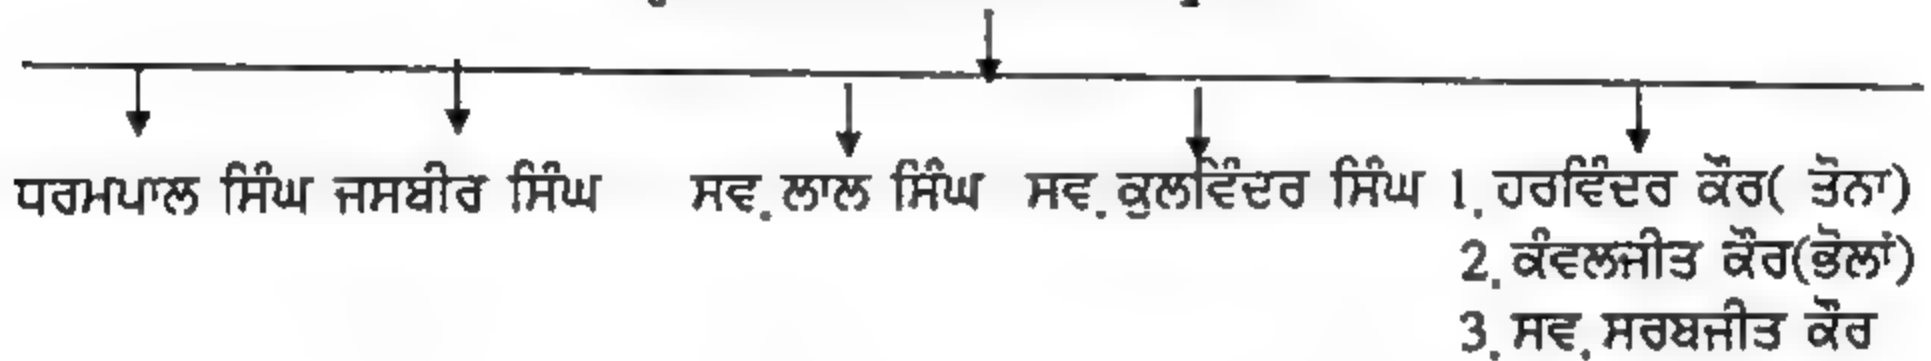 ਧਰਮਪਾਲ ਸਿੰਘ ਜਸਬੀਰ ਸਿੰਘ ਸਵ. ਲਾਲ ਸਿੰਘ ਸਵ. ਕੁਲਵਿੰਦਰ ਸਿੰਘ 1. ਹਰਵਿੰਦਰ ਕੌਰ( ਤੋਨਾ)
2. ਕੰਵਲਜੀਤ ਕੌਰ(ਭੋਲਾਂ)
3. ਸਵ. ਸਰਬਜੀਤ ਕੌਰ